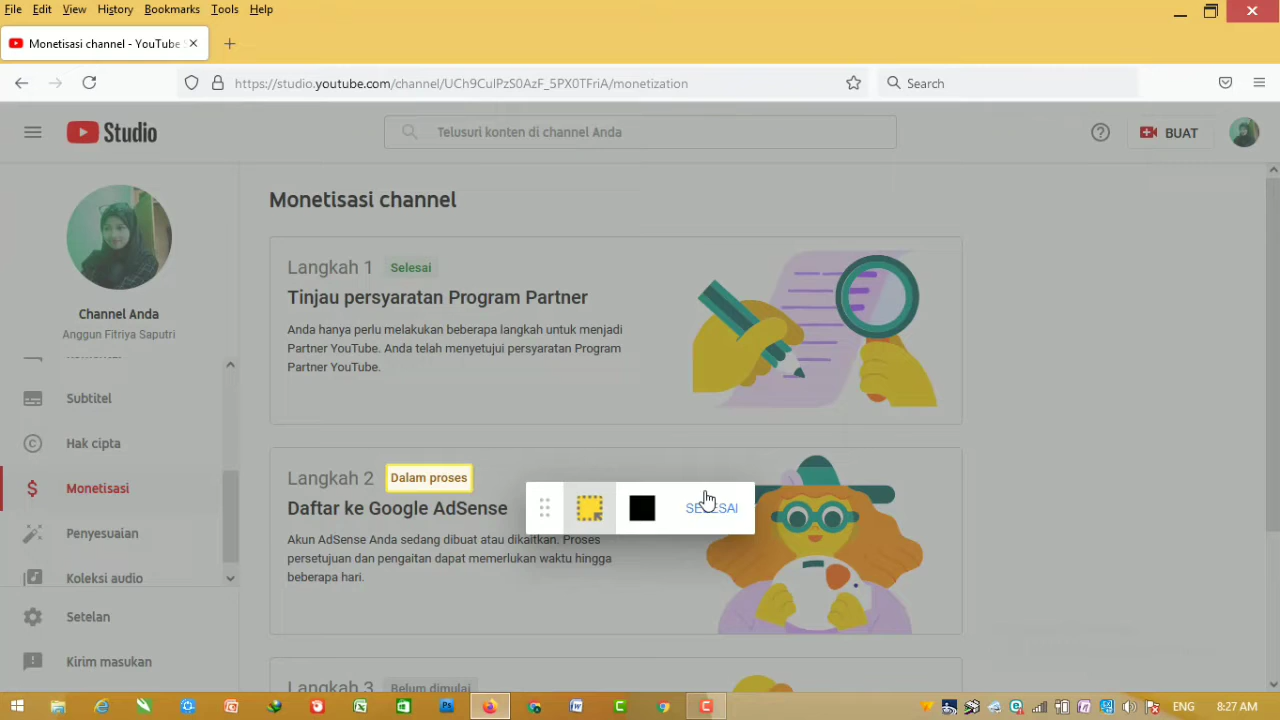 File Edit View History Bookmarks Tools Help
Monetisasi channel - YouTube
https://studio.youtube.com/channel/UCh9CulPzS0AzF_5PX0TFriA/monetization
Search
Studio
Telusuri konten di channel Anda
BUAT
Monetisasi channel
Channel Anda
Anggun Fitriya Saputri
Subtitel
Hak cipta
Monetisasi
Penyesuaian
Koleksi audio
Setelan
Kirim masukan
Langkah 1 Selesai
Tinjau persyaratan Program Partner
Anda hanya perlu melakukan beberapa langkah untuk menjadi
Partner YouTube. Anda telah menyetujui persyaratan Program
Partner YouTube.
Langkah 2 Dalam proses
Daftar ke Google AdSense
Akun AdSense Anda sedang dibuat atau dikaitkan. Proses
persetujuan dan pengaitan dapat memerlukan waktu hingga
beberapa hari.
SELESAI
Langkah 3 Belum dimulai
ENG 8:27 AM